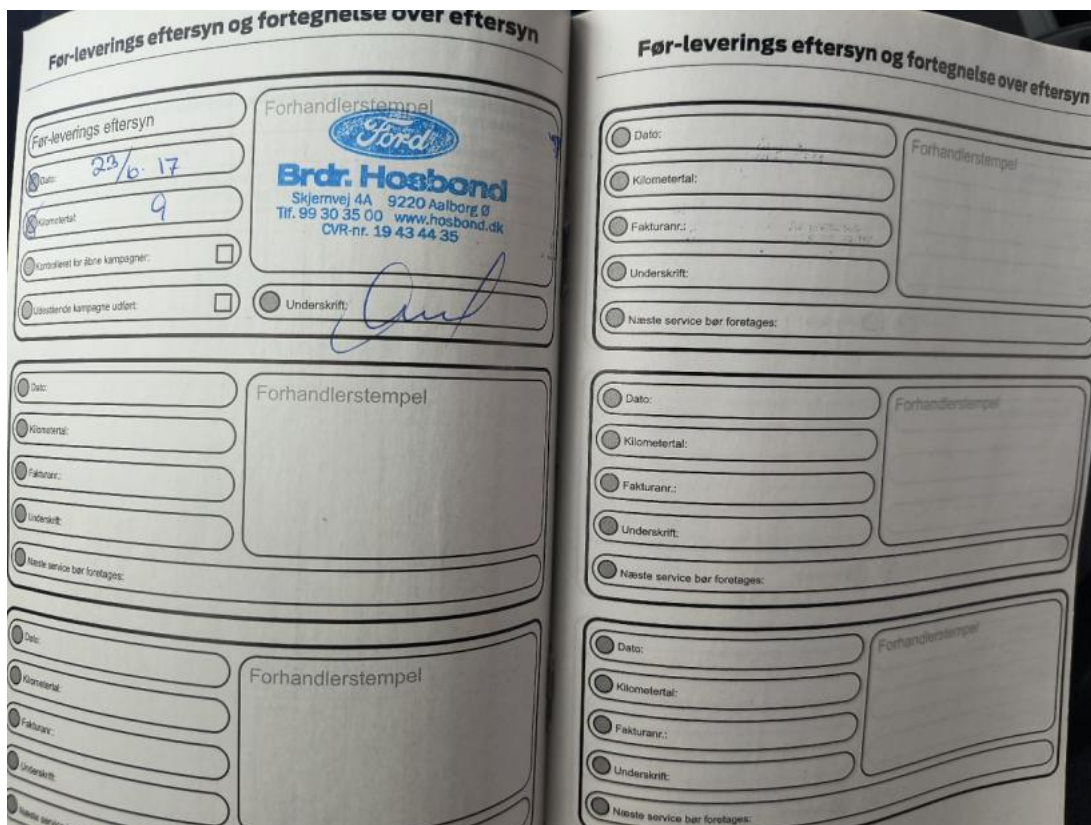 Før-leverings eftersyn og fortegnelse over eftersyn
Før-leverings eftersyn
Dato: 23/6. 17
Kilometertal: 9
Kontrolleret for åbne kampagner:
Udestående kampagne udført:
Forhandlerstempel
Ford
Brdr. Hosbond
Skjernvej 4A 9220 Aalborg Ø
Tlf. 99 30 35 00 www.hosbond.dk
CVR-nr. 19 43 44 35
Underskrift:
Dato:
Kilometertal:
Fakturanr.:
Underskrift:
Næste service bør foretages:
Forhandlerstempel
Dato:
Kilometertal:
Fakturanr.:
Underskrift:
Næste service bør
Forhandlerstempel
Før-leverings eftersyn og fortegnelse over eftersyn
Dato:
Kilometertal:
Fakturanr.:
Underskrift:
Næste service bør foretages:
Forhandlerstempel
Dato:
Kilometertal:
Fakturanr.:
Underskrift:
Næste service bør foretages:
Forhandlerstempel
Dato:
Kilometertal:
Fakturanr.:
Underskrift:
Næste service bør foretages:
Forhandlerstempel